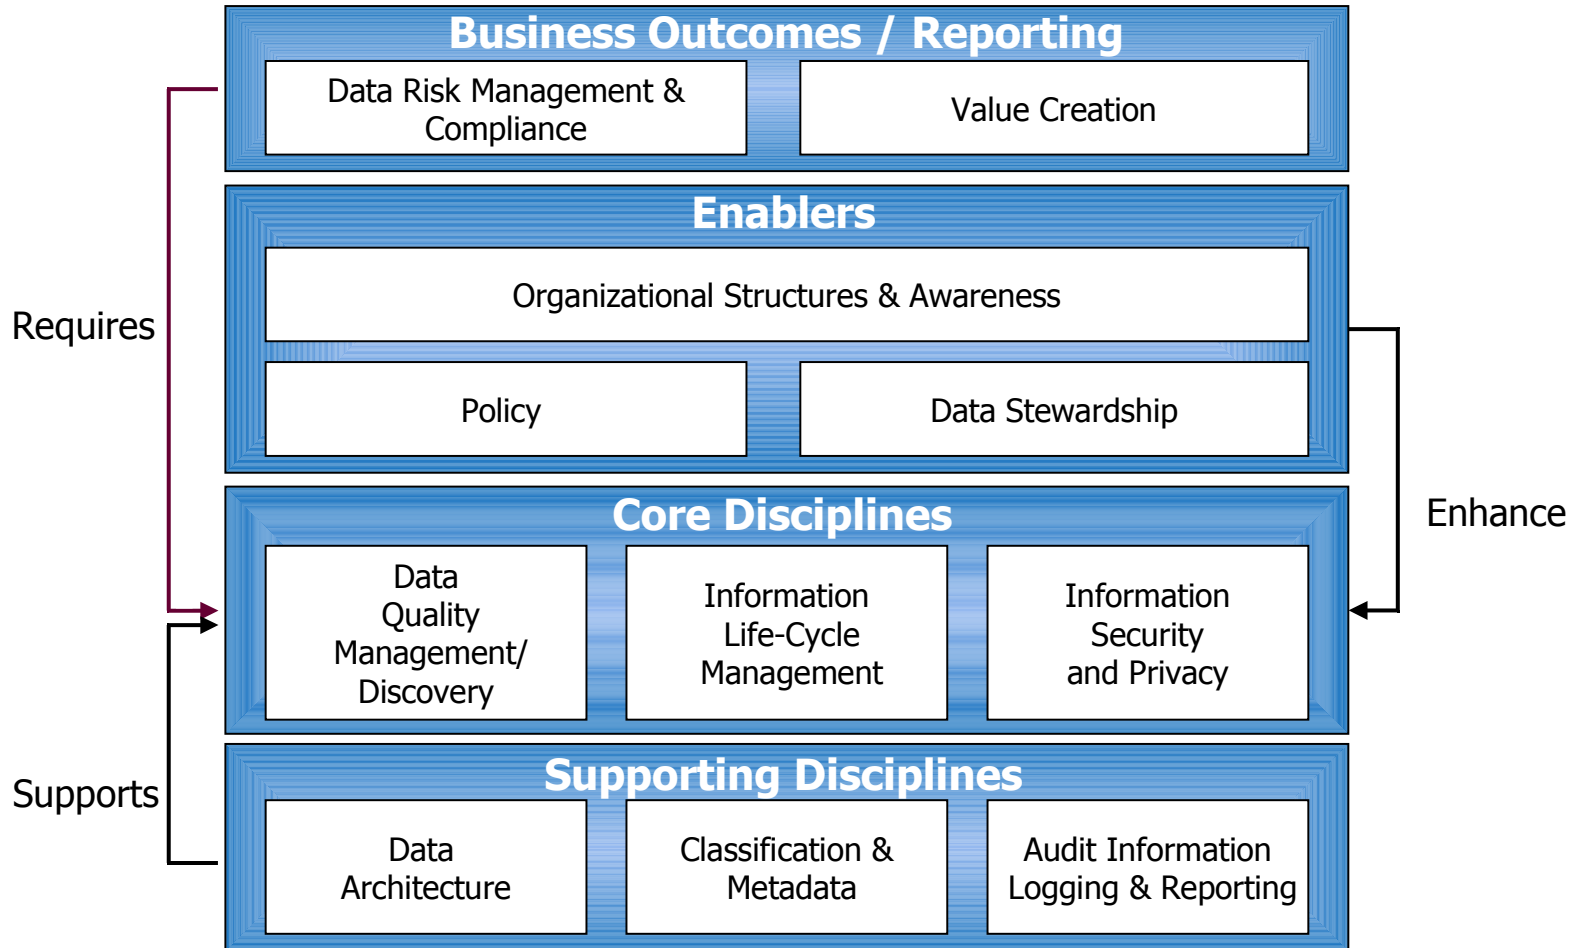 Business Outcomes / Reporting
Data Risk Management &
Compliance
Value Creation
Enablers
Organizational Structures & Awareness
Requires
Policy
Data Stewardship
Core Disciplines
Enhance
Data
Quality
Management/
Discovery
Information
Life-Cycle
Management
Information
Security
and Privacy
Supporting Disciplines
Supports
Data
Architecture
Classification &
Metadata
Audit Information
Logging & Reporting